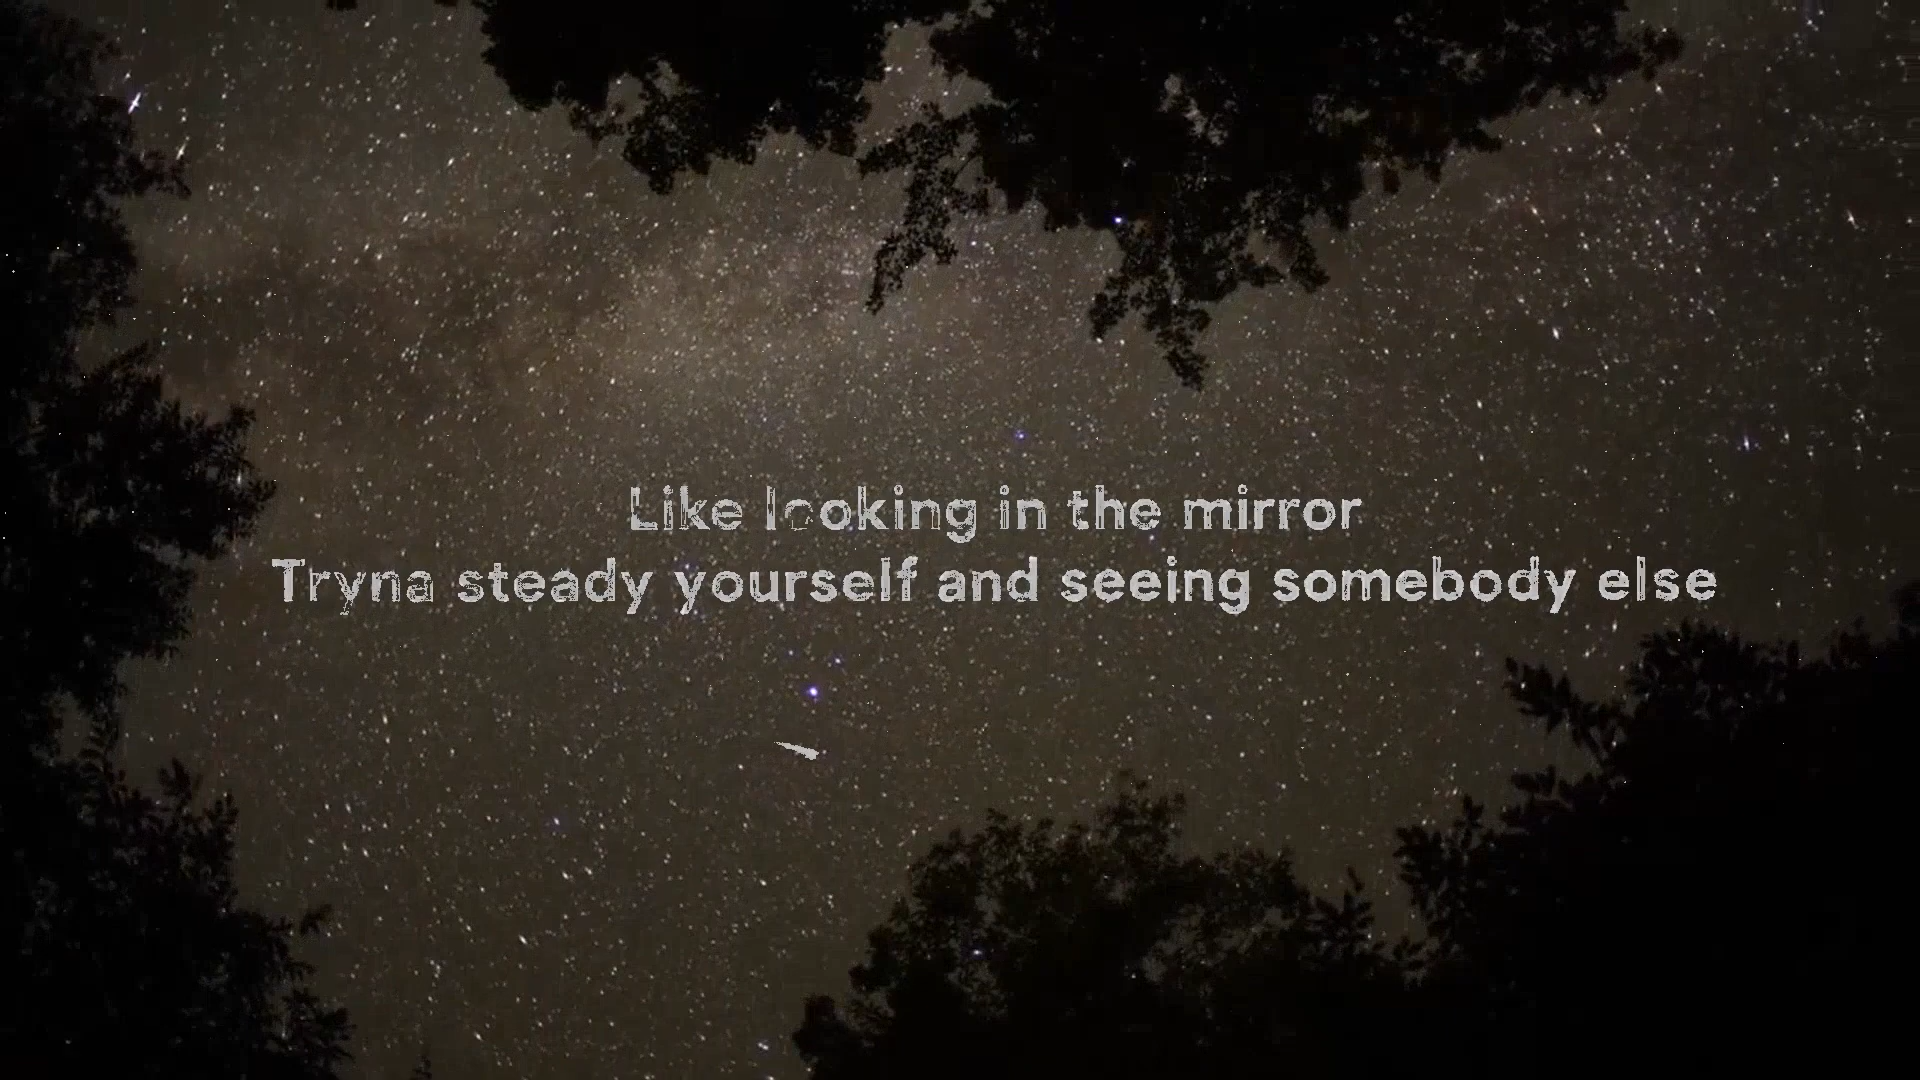 Like looking in the mirror
Tryna steady yourself and seeing somebody else